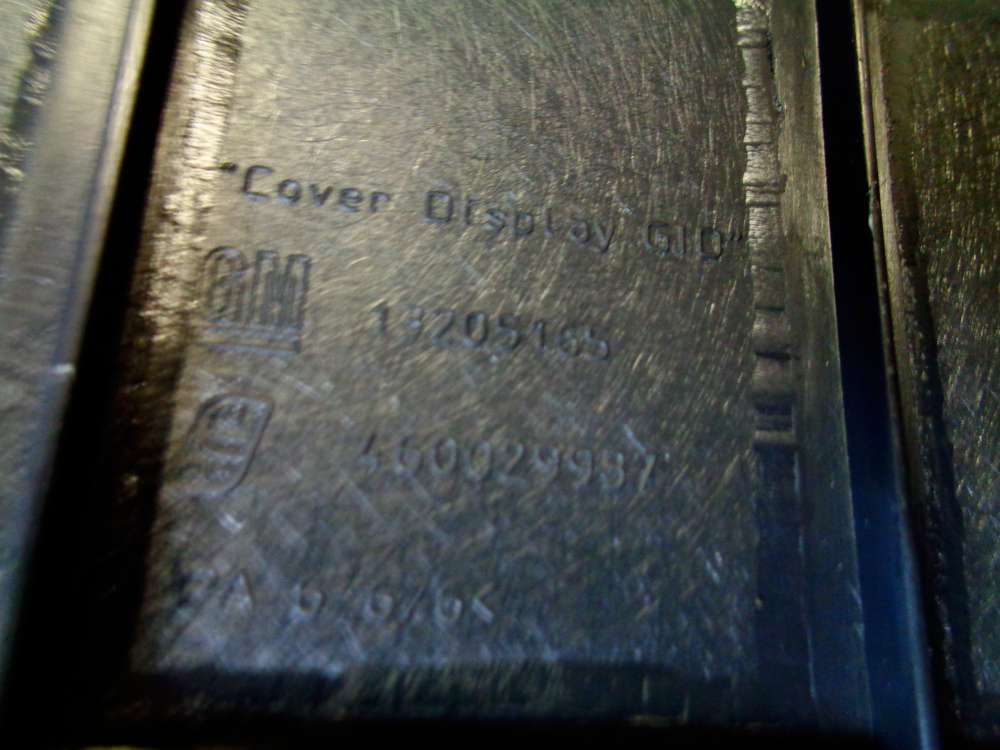 "Cover Display GID"
GM 13205165
460029987